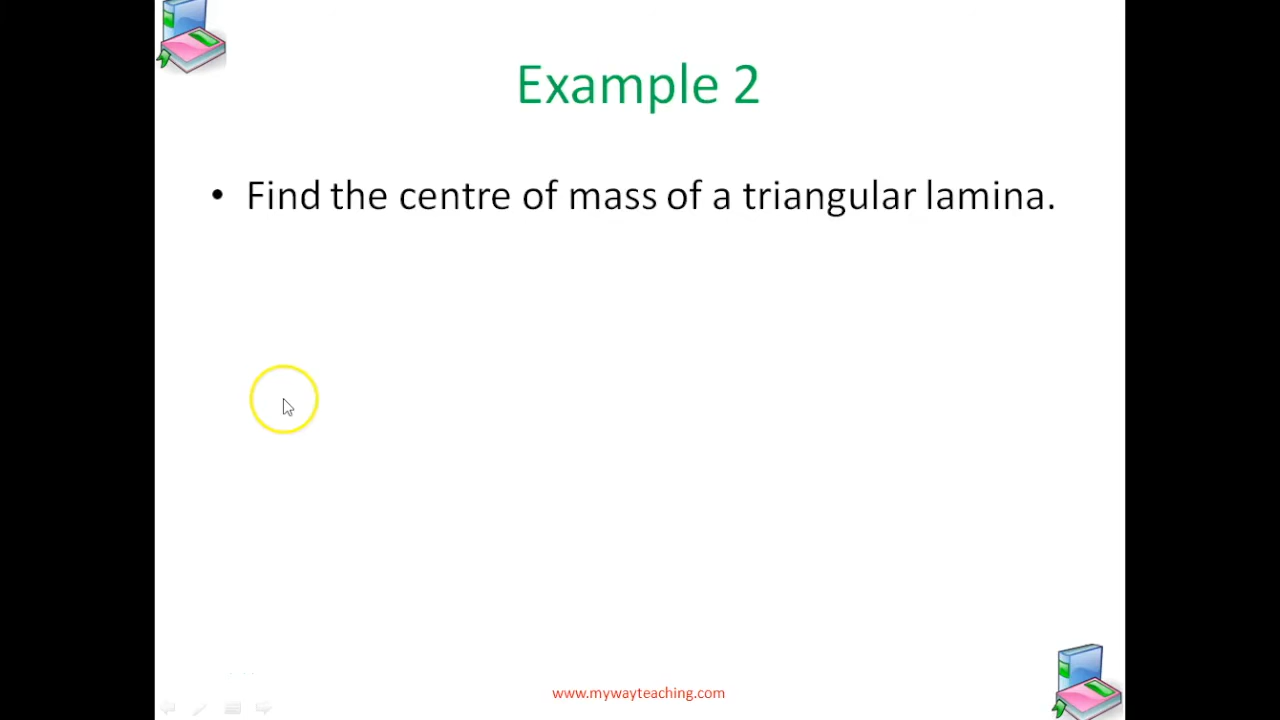 Example 2
• Find the centre of mass of a triangular lamina.
www.mywayteaching.com